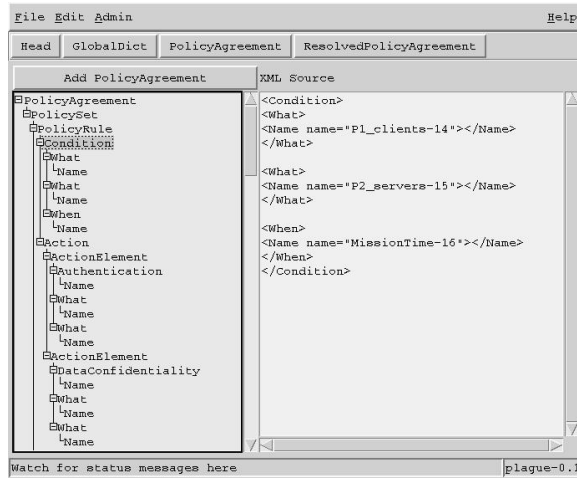 File Edit Admin Help
Head GlobalDict PolicyAgreement ResolvedPolicyAgreement
Add PolicyAgreement XML Source
PolicyAgreement
PolicySet
PolicyRule
Condition
What
Name
What
Name
When
Name
Action
ActionElement
Authentication
Name
What
Name
What
Name
ActionElement
DataConfidentiality
Name
What
Name
What
Name
<Condition>
<What>
<Name name="P1_clients-14"></Name>
</What>
<What>
<Name name="P2_servers-15"></Name>
</What>
<When>
<Name name="MissionTime-16"></Name>
</When>
</Condition>
Watch for status messages here plague-0.1